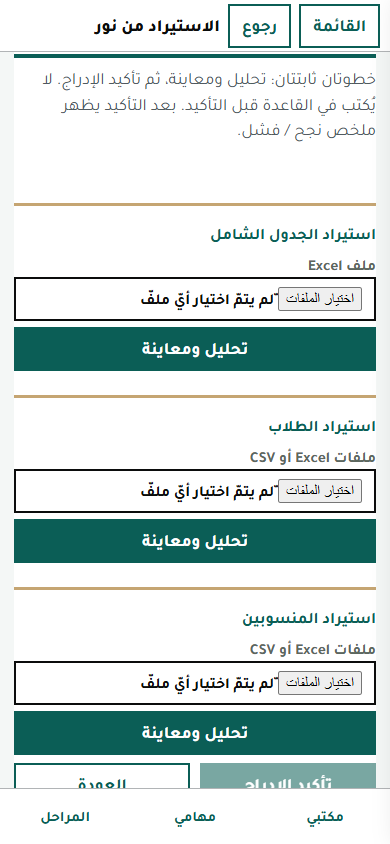 القائمة
رجوع
الاستيراد من نور
خطوتان ثابتتان: تحليل ومعاينة، ثم تأكيد الإدراج. لا
يُكتب في القاعدة قبل التأكيد. بعد التأكيد يظهر
ملخص نجح / فشل.
استيراد الجدول الشامل
ملف Excel
اختيار الملفات لم يتمّ اختيار أيّ ملفّ
تحليل ومعاينة
استيراد الطلاب
ملفات Excel أو CSV
اختيار الملفات لم يتمّ اختيار أيّ ملفّ
تحليل ومعاينة
استيراد المنسوبين
ملفات Excel أو CSV
اختيار الملفات لم يتمّ اختيار أيّ ملفّ
تحليل ومعاينة
تأكيد الإدراج
العودة
مكتبي
مهامي
المراحل